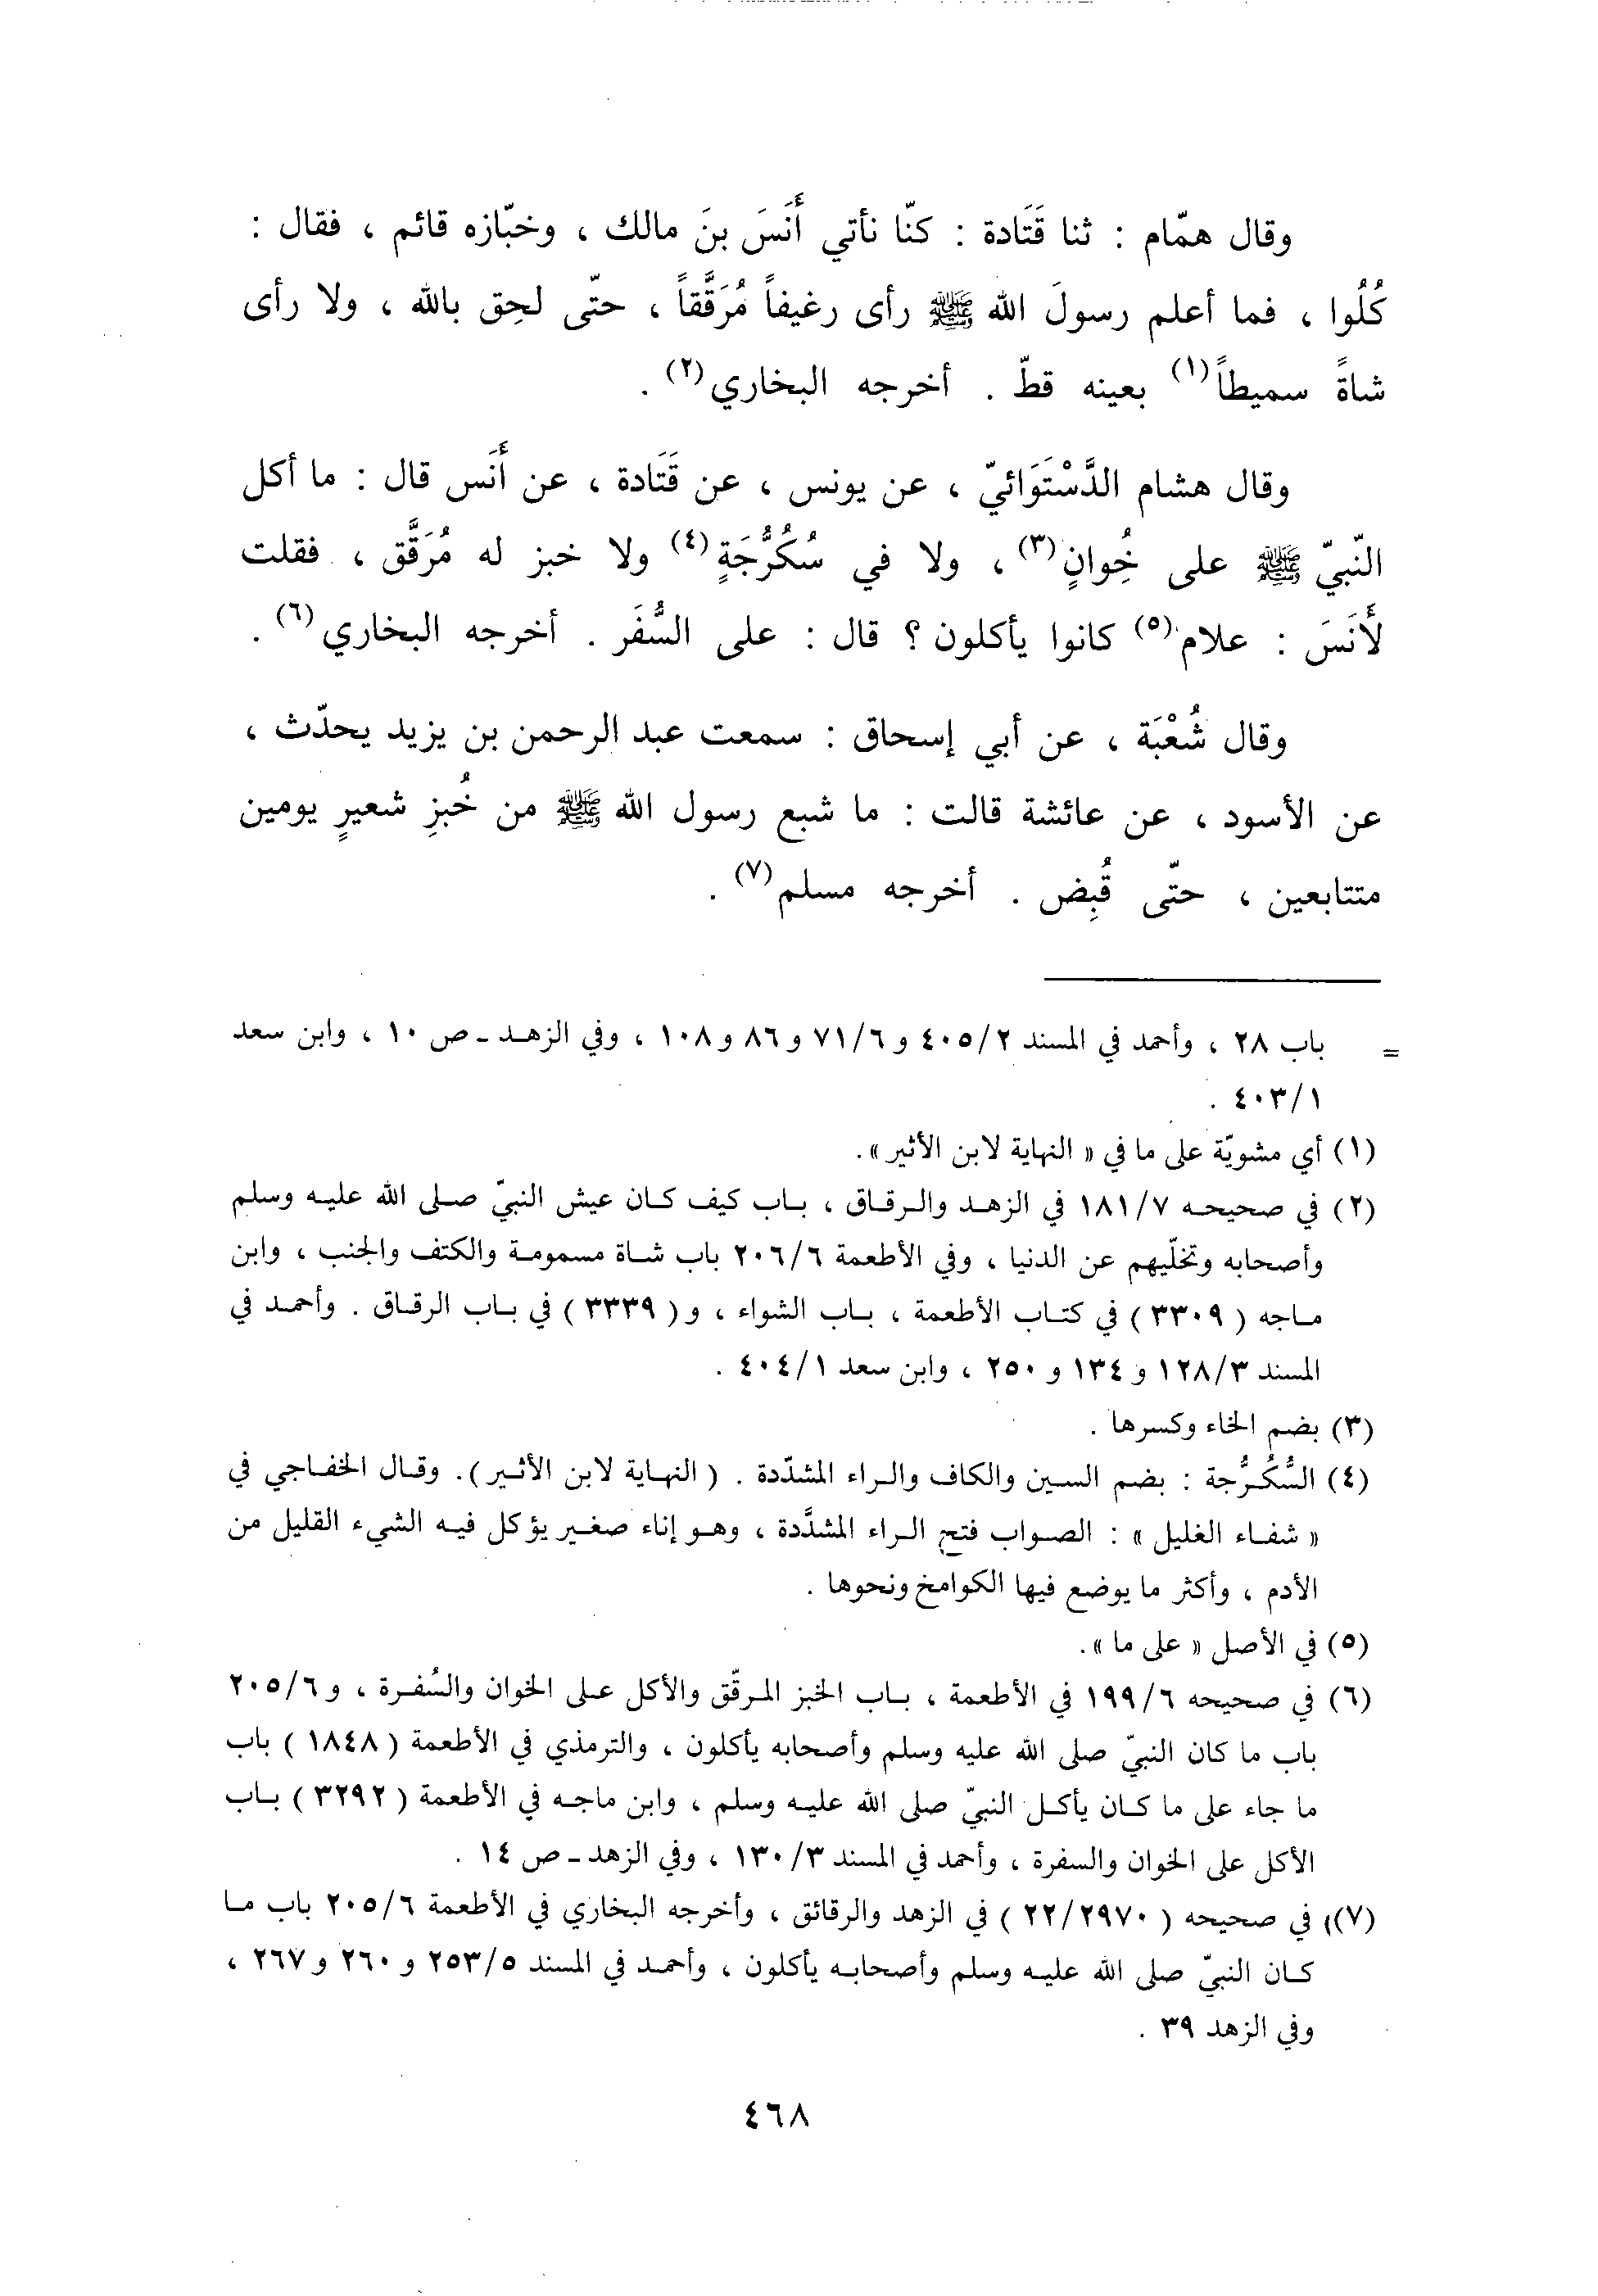 وقال همّام : ثنا قَتَادة : كنّا نأتي أَنَسَ بنَ مالك ، وخبّازه قائم ، فقال :
كُلُوا ، فما أعلم رسولَ الله ﷺ رأى رغيفاً مُرَقَّقاً ، حتّى لحِق بالله ، ولا رأى
شاةً سميطاً(١) بعينه قطّ . أخرجه البخاري(٢) .
وقال هشام الدَّسْتَوَائيّ ، عن يونس ، عن قَتَادة ، عن أَنَس قال : ما أكل
النّبيّ ﷺ على خُِوانٍ(٣) ، ولا في سُكُرُّجَةٍ(٤) ولا خبز له مُرَقَّق ، فقلت
لأَنَسَ : علام(٥) كانوا يأكلون ؟ قال : على السُّفَر . أخرجه البخاري(٦) .
وقال شُعْبَة ، عن أبي إسحاق : سمعت عبد الرحمن بن يزيد يحدّث ،
عن الأسود ، عن عائشة قالت : ما شبع رسول الله ﷺ من خُبزِ شعيرٍ يومين
متتابعين ، حتّى قُبِض . أخرجه مسلم(٧) .
= باب ٢٨ ، وأحمد في المسند ٤٠٥/٢ و ٧١/٦ و ٨٦ و ١٠٨ ، وفي الزهد ـ ص ١٠ ، وابن سعد
٤٠٣/١ .
(١) أي مشويّة على ما في « النهاية لابن الأثير ».
(٢) في صحيحه ١٨١/٧ في الزهد والرقاق ، باب كيف كان عيش النبيّ صلى الله عليه وسلم
وأصحابه وتخلّيهم عن الدنيا ، وفي الأطعمة ٢٠٦/٦ باب شاة مسمومة والكتف والجنب ، وابن
ماجه ( ٣٣٠٩ ) في كتاب الأطعمة ، باب الشواء ، و ( ٣٣٣٩ ) في باب الرقاق . وأحمد في
المسند ١٢٨/٣ و ١٣٤ و ٢٥٠ ، وابن سعد ٤٠٤/١ .
(٣) بضم الخاء وكسرها .
(٤) السُّكُرُّجة : بضم السين والكاف والراء المشدّدة . ( النهاية لابن الأثير ). وقال الخفاجي في
« شفاء الغليل » : الصواب فتح الراء المشدَّدة ، وهو إناء صغير يؤكل فيه الشيء القليل من
الأدم ، وأكثر ما يوضع فيها الكوامخ ونحوها .
(٥) في الأصل « على ما ».
(٦) في صحيحه ١٩٩/٦ في الأطعمة ، باب الخبز المرقّق والأكل على الخوان والسُفرة ، و ٢٠٥/٦
باب ما كان النبيّ صلى الله عليه وسلم وأصحابه يأكلون ، والترمذي في الأطعمة ( ١٨٤٨ ) باب
ما جاء على ما كان يأكل النبيّ صلى الله عليه وسلم ، وابن ماجه في الأطعمة ( ٣٢٩٢ ) باب
الأكل على الخوان والسفرة ، وأحمد في المسند ١٣٠/٣ ، وفي الزهد ـ ص ١٤ .
(٧) في صحيحه ( ٢٢/٢٩٧٠ ) في الزهد والرقائق ، وأخرجه البخاري في الأطعمة ٢٠٥/٦ باب ما
كان النبيّ صلى الله عليه وسلم وأصحابه يأكلون ، وأحمد في المسند ٢٥٣/٥ و ٢٦٠ و ٢٦٧ ،
وفي الزهد ٣٩ .
٤٦٨